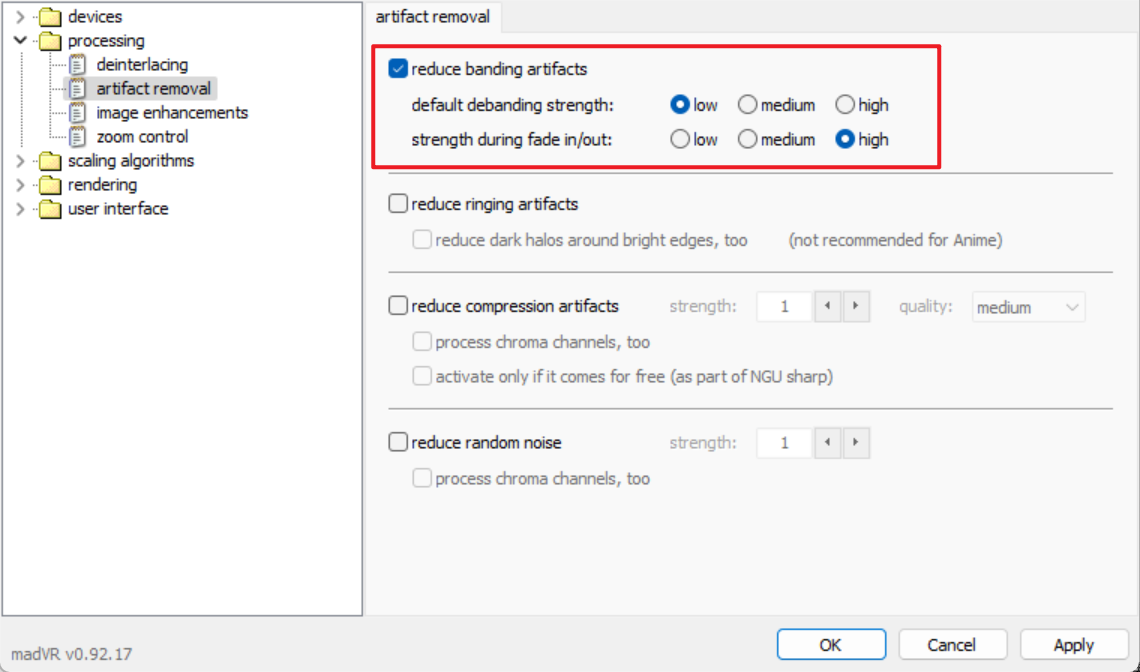 devices
processing
deinterlacing
artifact removal
image enhancements
zoom control
scaling algorithms
rendering
user interface
artifact removal
reduce banding artifacts
default debanding strength: low medium high
strength during fade in/out: low medium high
reduce ringing artifacts
reduce dark halos around bright edges, too (not recommended for Anime)
reduce compression artifacts strength: 1 quality: medium
process chroma channels, too
activate only if it comes for free (as part of NGU sharp)
reduce random noise strength: 1
process chroma channels, too
madVR v0.92.17
OK Cancel Apply